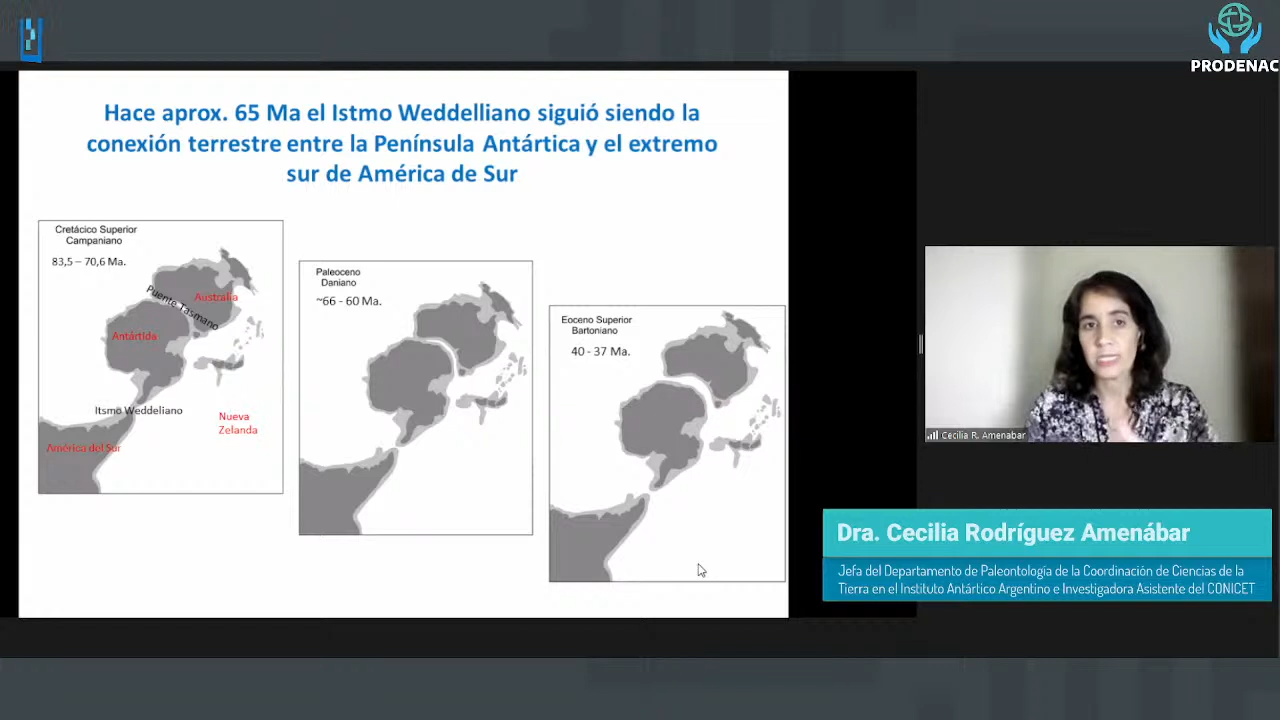 PRODENAC
Hace aprox. 65 Ma el Istmo Weddelliano siguió siendo la
conexión terrestre entre la Península Antártica y el extremo
sur de América de Sur
Cretácico Superior
Campaniano
83,5 – 70,6 Ma.
Puente Tasmano
Australia
Antártida
Itsmo Weddeliano
Nueva
Zelanda
América del Sur
Paleoceno
Daniano
~66 - 60 Ma.
Eoceno Superior
Bartoniano
40 - 37 Ma.
Cecilia R. Amenabar
Dra. Cecilia Rodríguez Amenábar
Jefa del Departamento de Paleontología de la Coordinación de Ciencias de la
Tierra en el Instituto Antártico Argentino e Investigadora Asistente del CONICET